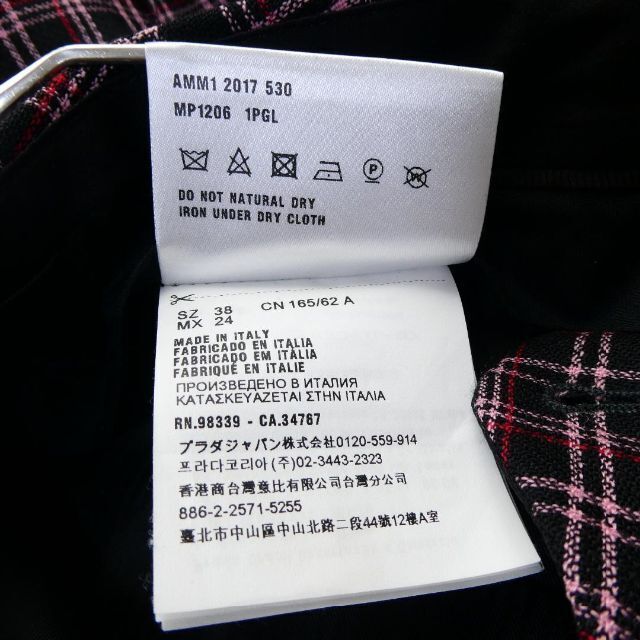 AMM1 2017 530
MP1206 1PGL
P
DO NOT NATURAL DRY
IRON UNDER DRY CLOTH
SZ 38 CN 165/62 A
MX 24
MADE IN ITALY
FABRICADO EN ITALIA
FABRICADO EM ITÁLIA
FABRIQUÉ EN ITALIE
ПРОИЗВЕДЕНО В ИТАЛИЯ
ΚΑΤΑΣΚΕΥΑΖΕΤΑΙ ΣΤΗΝ ΙΤΑΛΙΑ
RN.98339 - CA.34767
プラダジャパン株式会社0120-559-914
프라다코리아(주)02-3443-2323
香港商台灣意比有限公司台灣分公司
886-2-2571-5255
臺北市中山區中山北路二段44號12樓A室